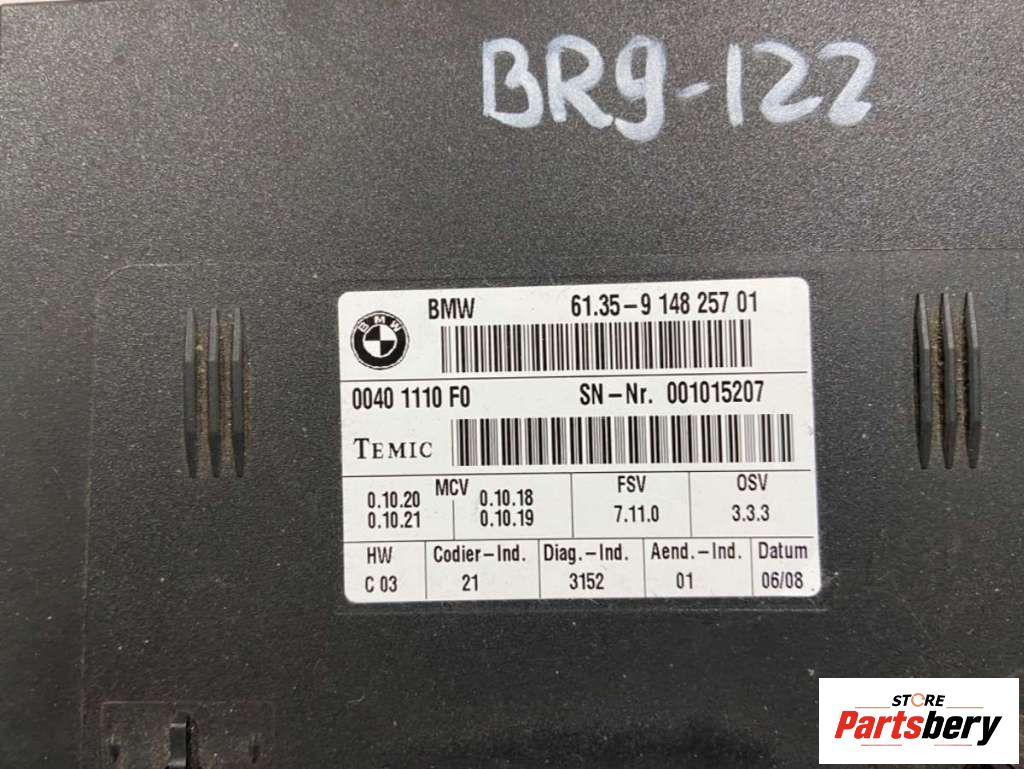 BR9-122
BMW 61.35-9 148 257 01
BMW
0040 1110 F0 SN-Nr. 001015207
TEMIC
MCV FSV OSV
0.10.20 0.10.18
0.10.21 0.10.19 7.11.0 3.3.3
HW Codier-Ind. Diag.-Ind. Aend.-Ind. Datum
C 03 21 3152 01 06/08
STORE
Partsbery